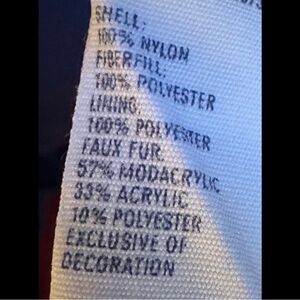 SHELL:
100% NYLON
FIBERFILL:
100% POLYESTER
LINING:
100% POLYESTER
FAUX FUR:
57% MODACRYLIC
33% ACRYLIC
10% POLYESTER
EXCLUSIVE OF
DECORATION